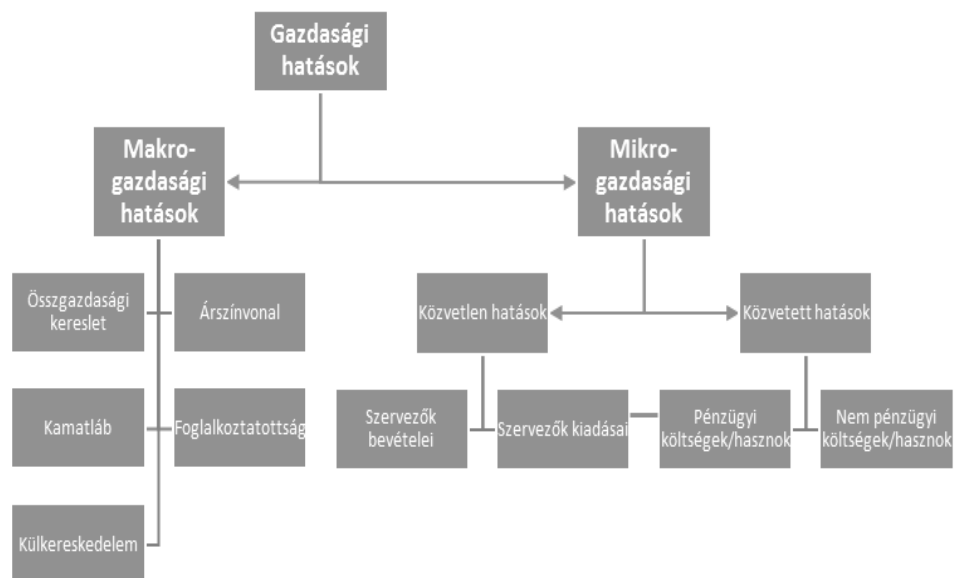 Gazdasági
hatások
Makro-
gazdasági
hatások
Mikro-
gazdasági
hatások
Összgazdasági
kereslet
Árszínvonal
Közvetlen hatások
Közvetett hatások
Kamatláb
Foglalkoztatottság
Szervezők
bevételei
Szervezők kiadásai
Pénzügyi
költségek/hasznok
Nem pénzügyi
költségek/hasznok
Külkereskedelem